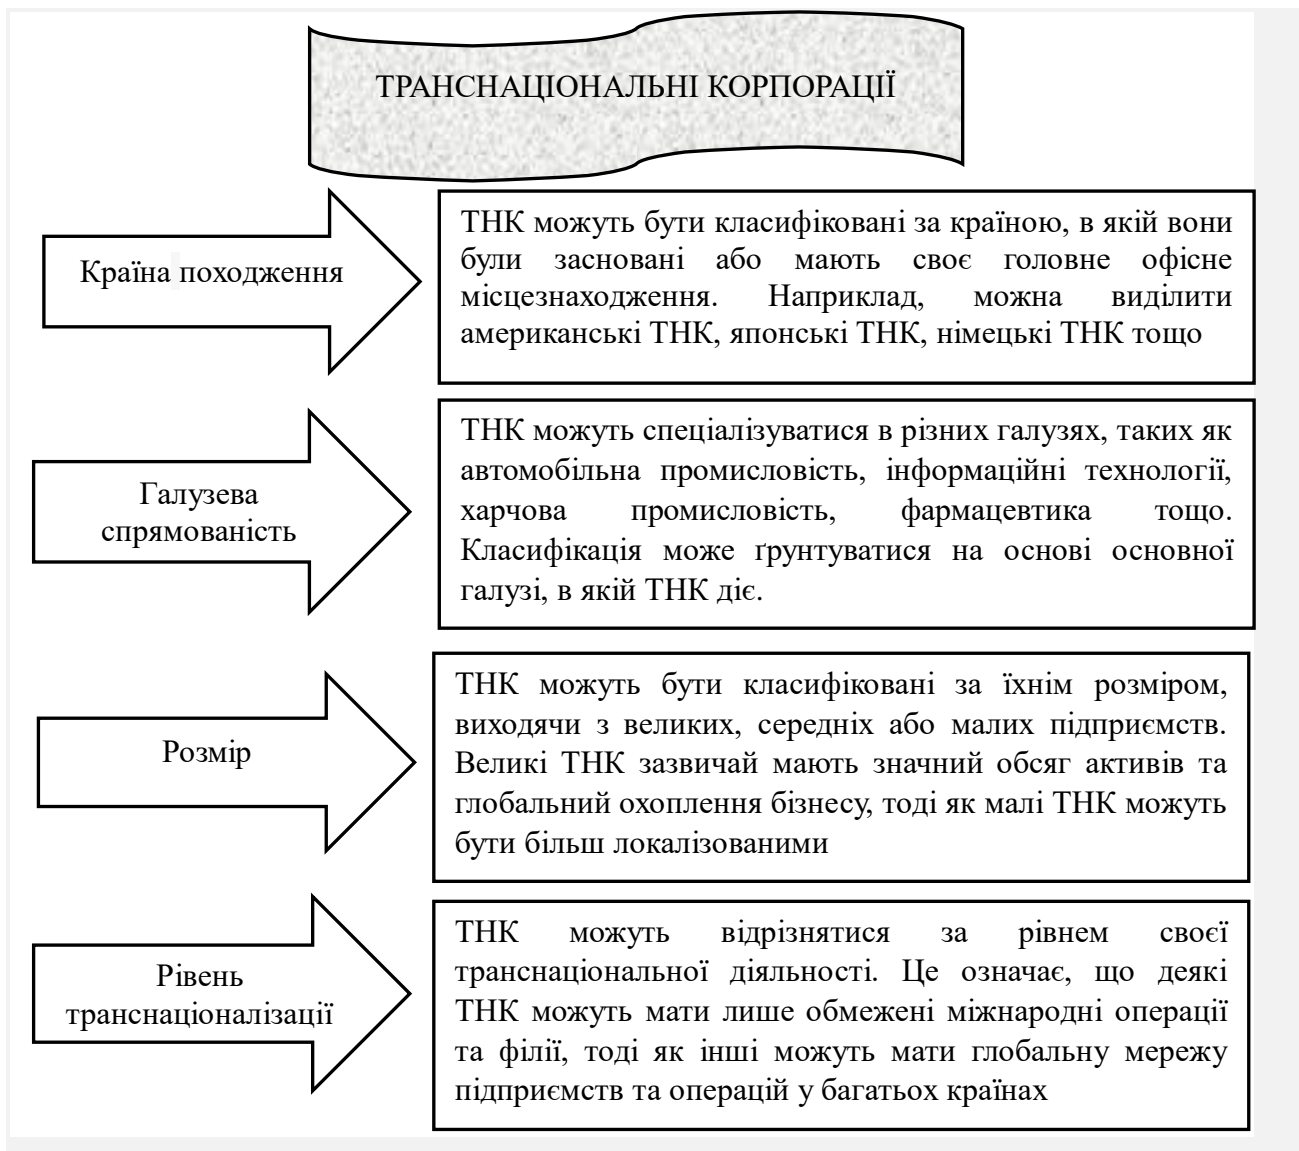 ТРАНСНАЦІОНАЛЬНІ КОРПОРАЦІЇ
Країна походження
ТНК можуть бути класифіковані за країною, в якій вони
були засновані або мають своє головне офісне
місцезнаходження. Наприклад, можна виділити
американські ТНК, японські ТНК, німецькі ТНК тощо
Галузева
спрямованість
ТНК можуть спеціалізуватися в різних галузях, таких як
автомобільна промисловість, інформаційні технології,
харчова промисловість, фармацевтика тощо.
Класифікація може ґрунтуватися на основі основної
галузі, в якій ТНК діє.
Розмір
ТНК можуть бути класифіковані за їхнім розміром,
виходячи з великих, середніх або малих підприємств.
Великі ТНК зазвичай мають значний обсяг активів та
глобальний охоплення бізнесу, тоді як малі ТНК можуть
бути більш локалізованими
Рівень
транснаціоналізації
ТНК можуть відрізнятися за рівнем своєї
транснаціональної діяльності. Це означає, що деякі
ТНК можуть мати лише обмежені міжнародні операції
та філії, тоді як інші можуть мати глобальну мережу
підприємств та операцій у багатьох країнах